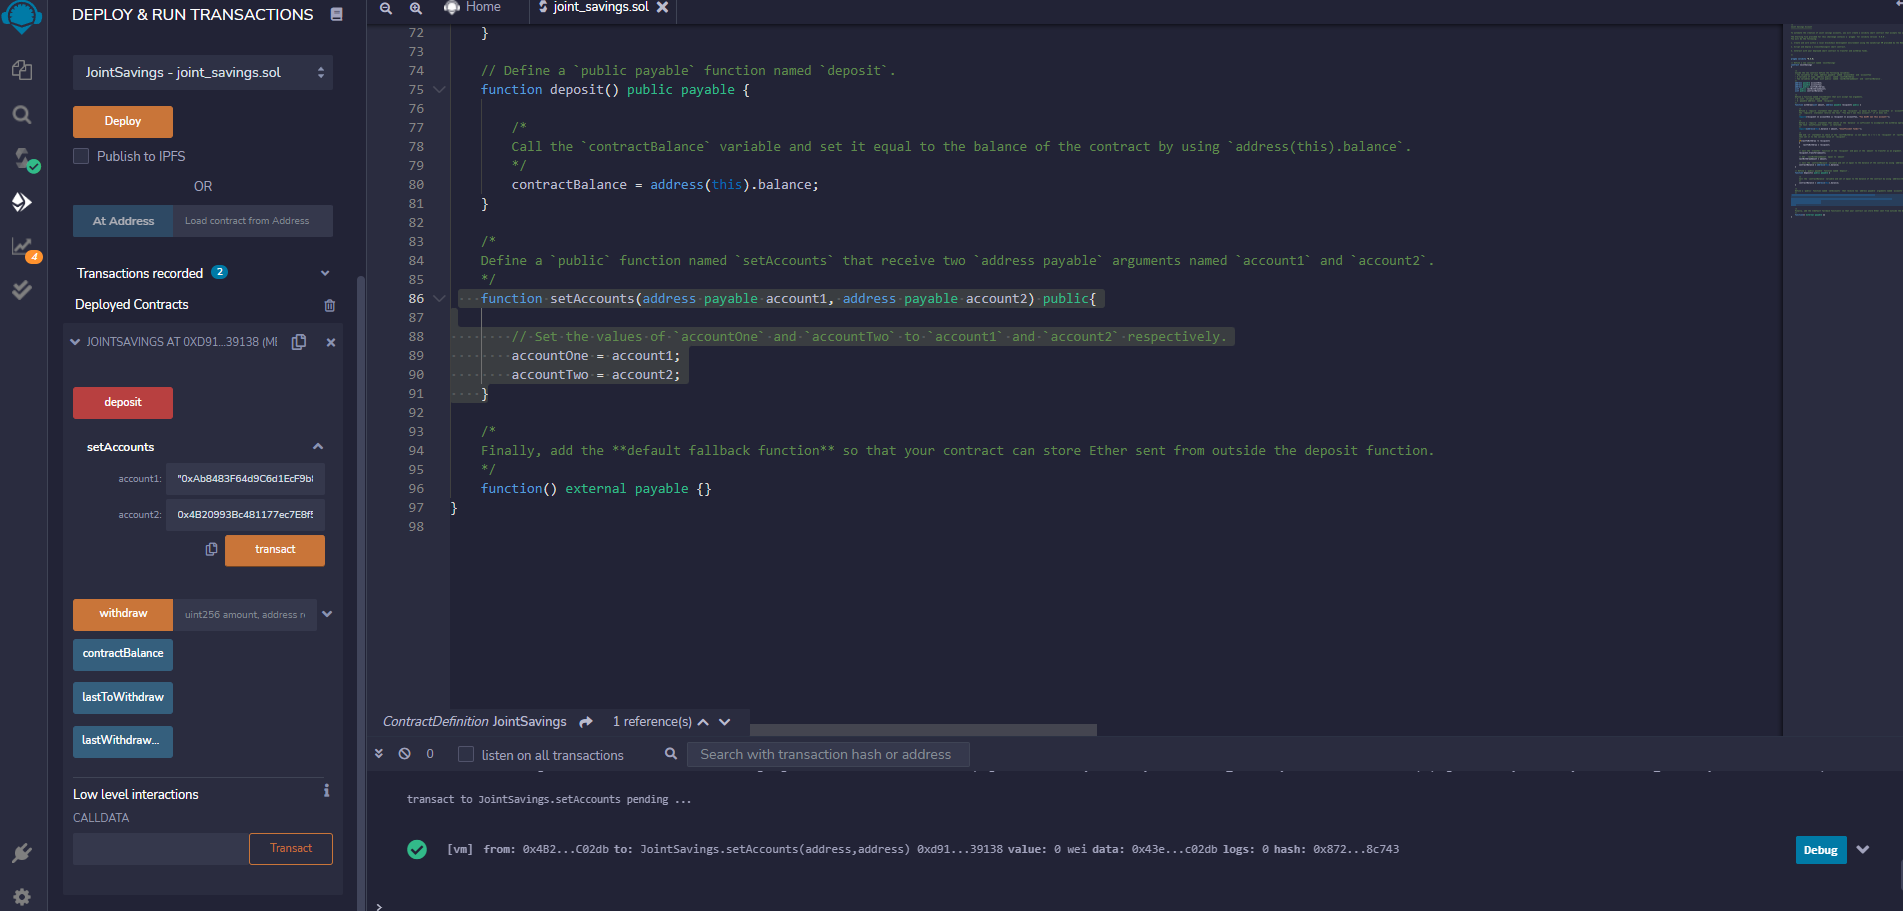 DEPLOY & RUN TRANSACTIONS
JointSavings - joint_savings.sol
Deploy
Publish to IPFS
OR
At Address
Load contract from Address
Transactions recorded 2
Deployed Contracts
JOINTSAVINGS AT 0XD91...39138 (ME
deposit
setAccounts
account1: "0xAb8483F64d9C6d1EcF9b
account2: 0x4B20993Bc481177ec7E8f5
transact
withdraw
uint256 amount, address r
contractBalance
lastToWithdraw
lastWithdraw...
Low level interactions
i
CALLDATA
Transact
4
Home
joint_savings.sol
72 }
73
74 // Define a `public payable` function named `deposit`.
75 function deposit() public payable {
76
77 /*
78 Call the `contractBalance` variable and set it equal to the balance of the contract by using `address(this).balance`.
79 */
80 contractBalance = address(this).balance;
81 }
82
83 /*
84 Define a `public` function named `setAccounts` that receive two `address payable` arguments named `account1` and `account2`.
85 */
86 function setAccounts(address payable account1, address payable account2) public{
87
88 // Set the values of `accountOne` and `accountTwo` to `account1` and `account2` respectively.
89 accountOne = account1;
90 accountTwo = account2;
91 }
92
93 /*
94 Finally, add the **default fallback function** so that your contract can store Ether sent from outside the deposit function.
95 */
96 function() external payable {}
97 }
98
ContractDefinition JointSavings 1 reference(s)
0 listen on all transactions
Search with transaction hash or address
transact to JointSavings.setAccounts pending ...
[vm] from: 0x4B2...C02db to: JointSavings.setAccounts(address,address) 0xd91...39138 value: 0 wei data: 0x43e...c02db logs: 0 hash: 0x872...8c743
Debug
>